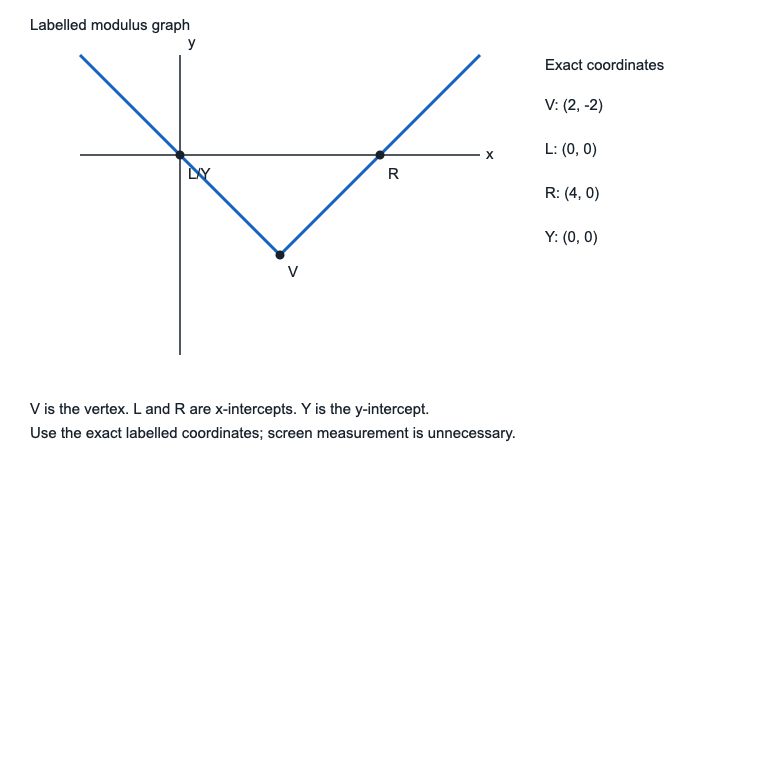 Labelled modulus graph
y
x
L/Y
R
V
Exact coordinates
V: (2, -2)
L: (0, 0)
R: (4, 0)
Y: (0, 0)
V is the vertex. L and R are x-intercepts. Y is the y-intercept.
Use the exact labelled coordinates; screen measurement is unnecessary.